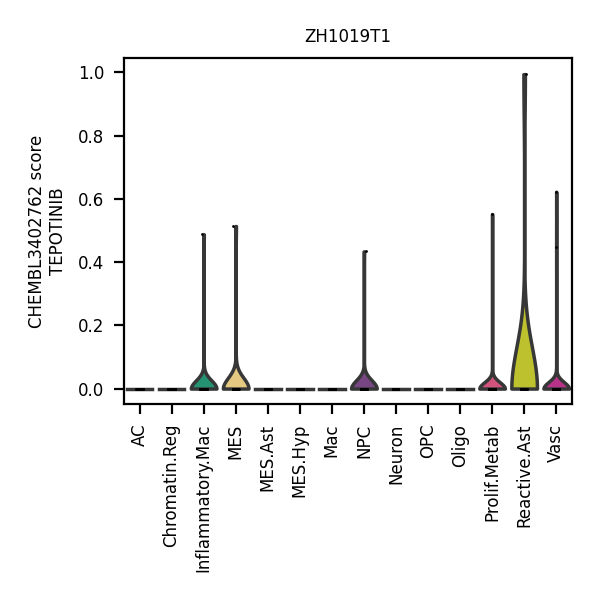 ZH1019T1
CHEMBL3402762 score
TEPOTINIB
1.0
0.8
0.6
0.4
0.2
0.0
AC
Chromatin.Reg
Inflammatory.Mac
MES
MES.Ast
MES.Hyp
Mac
NPC
Neuron
OPC
Oligo
Prolif.Metab
Reactive.Ast
Vasc